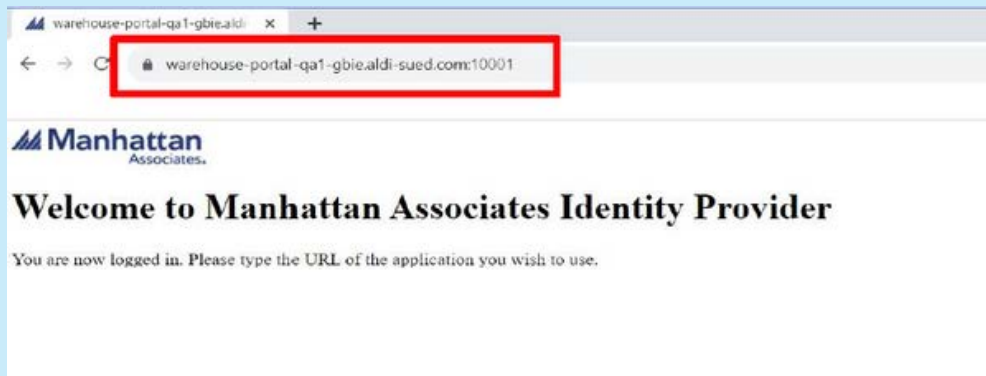 warehouse-portal-qa1-gbie.aldi-
warehouse-portal-qa1-gbie.aldi-sued.com:10001
Manhattan
Associates.
Welcome to Manhattan Associates Identity Provider
You are now logged in. Please type the URL of the application you wish to use.